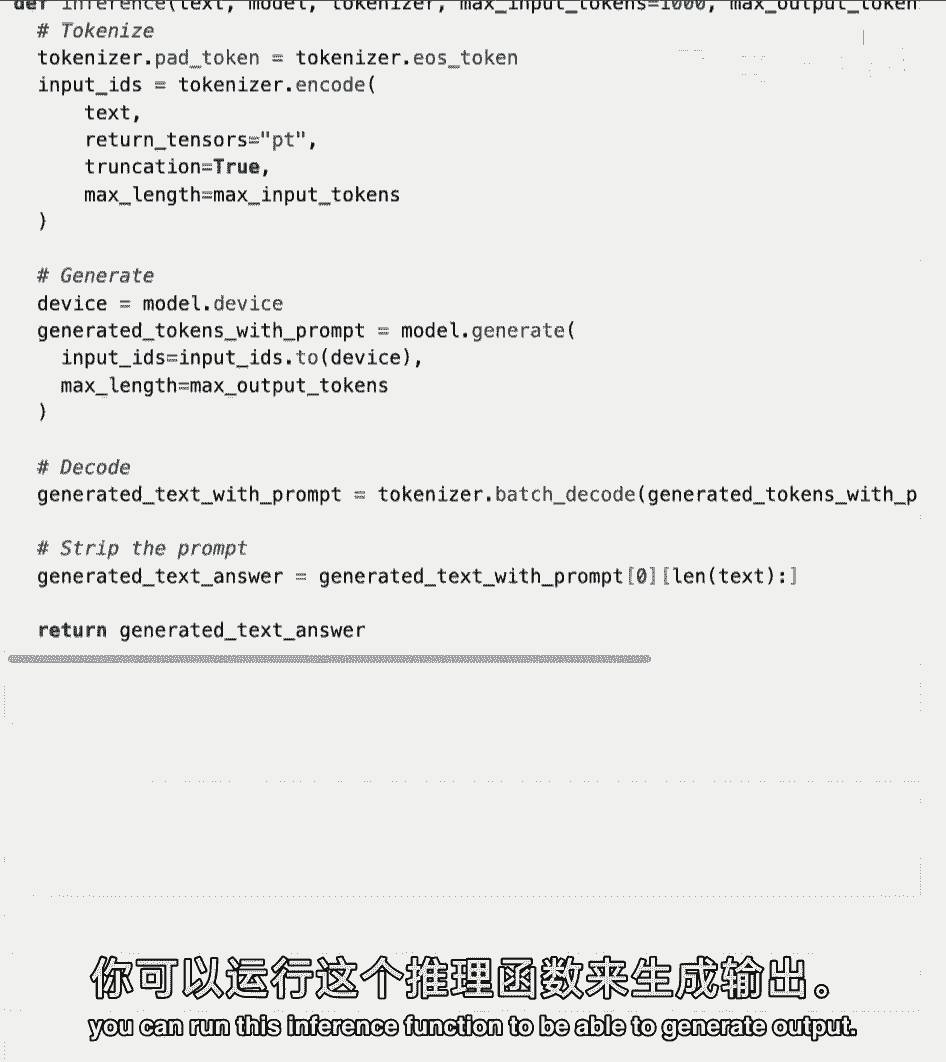 def inference(text, model, tokenizer, max_input_tokens=1000, max_output_token
# Tokenize
tokenizer.pad_token = tokenizer.eos_token
input_ids = tokenizer.encode(
text,
return_tensors="pt",
truncation=True,
max_length=max_input_tokens
)
# Generate
device = model.device
generated_tokens_with_prompt = model.generate(
input_ids=input_ids.to(device),
max_length=max_output_tokens
)
# Decode
generated_text_with_prompt = tokenizer.batch_decode(generated_tokens_with_p
# Strip the prompt
generated_text_answer = generated_text_with_prompt[0][len(text):]
return generated_text_answer
你可以运行这个推理函数来生成输出。
you can run this inference function to be able to generate output.